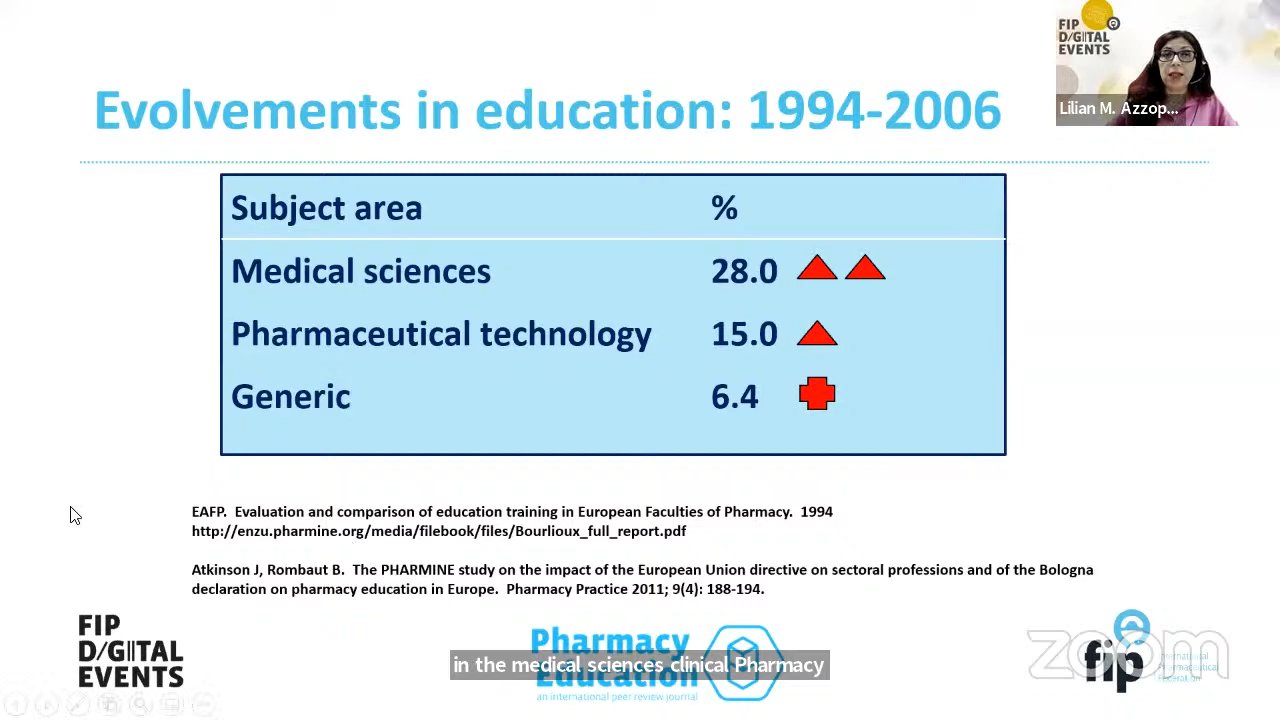 FIP
D/G/TAL
EVENTS
Lilian M. Azzop...
Evolvements in education: 1994-2006
Subject area %
Medical sciences 28.0
Pharmaceutical technology 15.0
Generic 6.4
EAFP. Evaluation and comparison of education training in European Faculties of Pharmacy. 1994
http://enzu.pharmine.org/media/filebook/files/Bourlioux_full_report.pdf
Atkinson J, Rombaut B. The PHARMINE study on the impact of the European Union directive on sectoral professions and of the Bologna
declaration on pharmacy education in Europe. Pharmacy Practice 2011; 9(4): 188-194.
FIP
D/G/TAL
EVENTS
Pharmacy
Education
an international peer review journal
in the medical sciences clinical Pharmacy
zoom
fip
International
Pharmaceutical
Federation